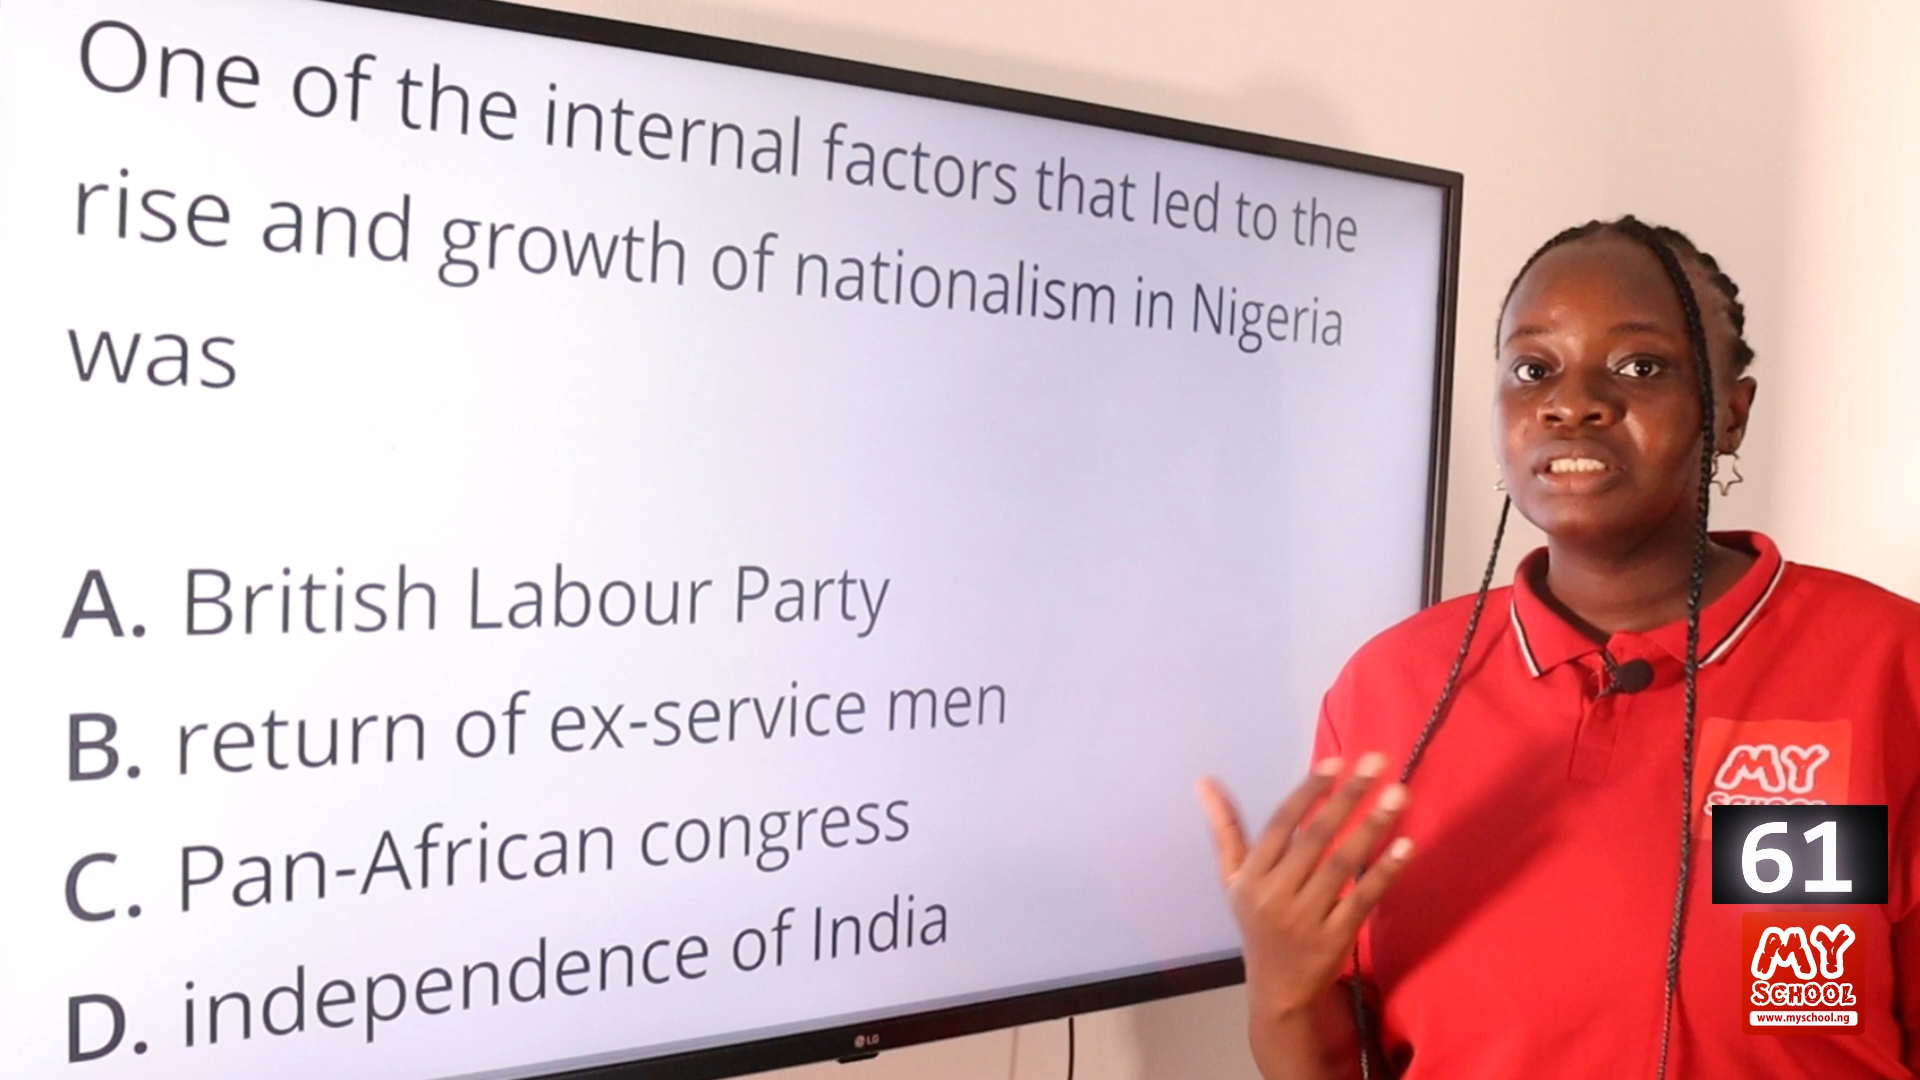 One of the internal factors that led to the
rise and growth of nationalism in Nigeria
was
A. British Labour Party
B. return of ex-service men
C. Pan-African congress
D. independence of India
LG
MY
SCHOOL
61
MY
SCHOOL
www.myschool.ng